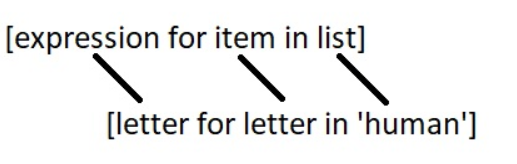 [expression for item in list]
[letter for letter in 'human']